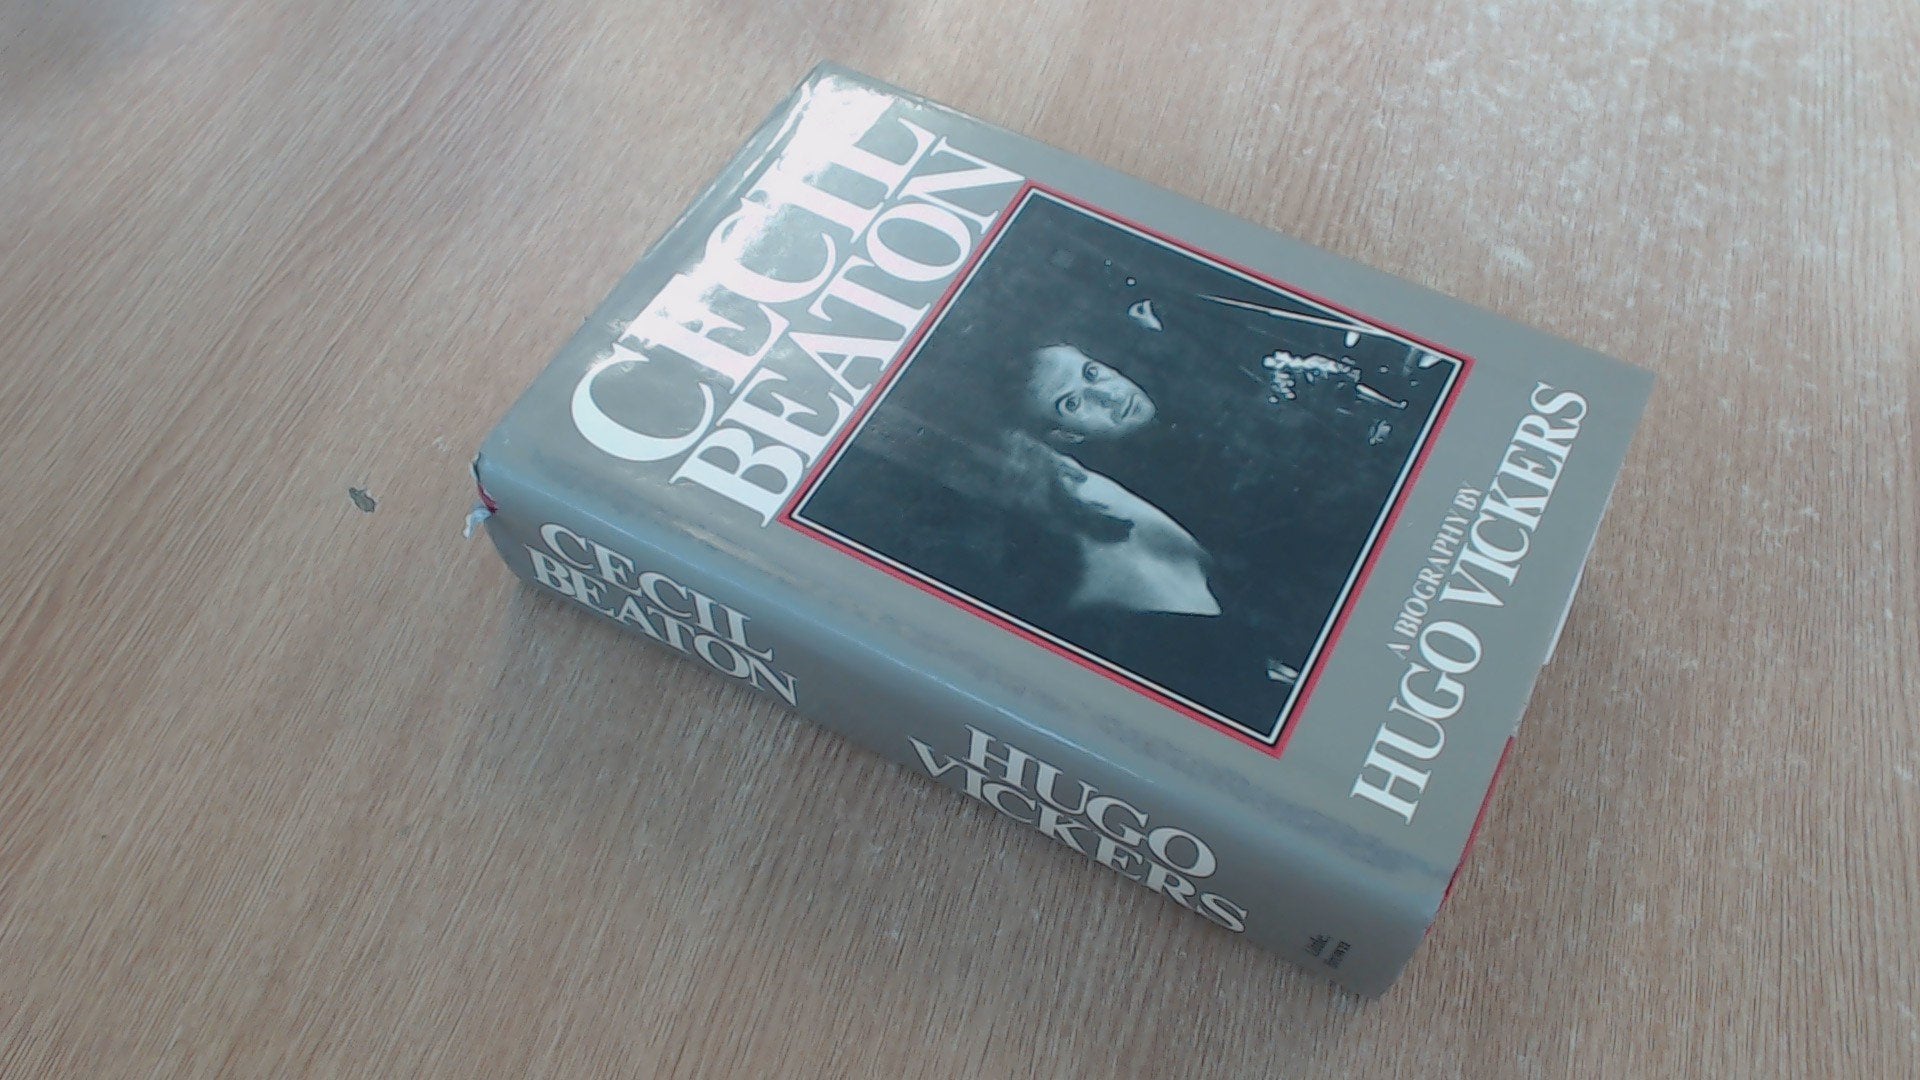 CECIL
BEATON
A BIOGRAPHY BY
HUGO VICKERS
CECIL
BEATON
HUGO
VICKERS